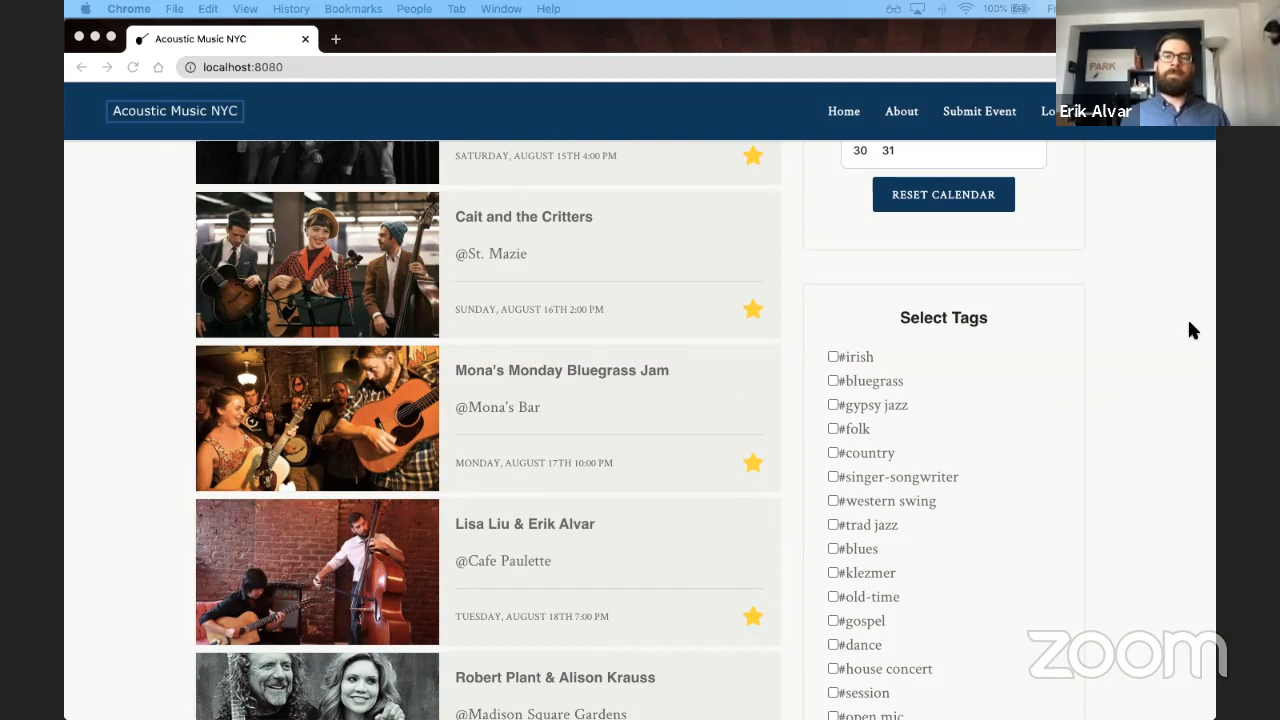 Chrome File Edit View History Bookmarks People Tab Window Help
100%
Acoustic Music NYC
localhost:8080
PARK
Erik Alvar
Acoustic Music NYC
Home About Submit Event Lo
SATURDAY, AUGUST 15TH 4:00 PM
Cait and the Critters
@St. Mazie
SUNDAY, AUGUST 16TH 2:00 PM
Mona's Monday Bluegrass Jam
@Mona's Bar
MONDAY, AUGUST 17TH 10:00 PM
Lisa Liu & Erik Alvar
@Cafe Paulette
TUESDAY, AUGUST 18TH 7:00 PM
Robert Plant & Alison Krauss
@Madison Square Gardens
30 31
RESET CALENDAR
Select Tags
#irish
#bluegrass
#gypsy jazz
#folk
#country
#singer-songwriter
#western swing
#trad jazz
#blues
#klezmer
#old-time
#gospel
#dance
#house concert
#session
#open mic
zoom